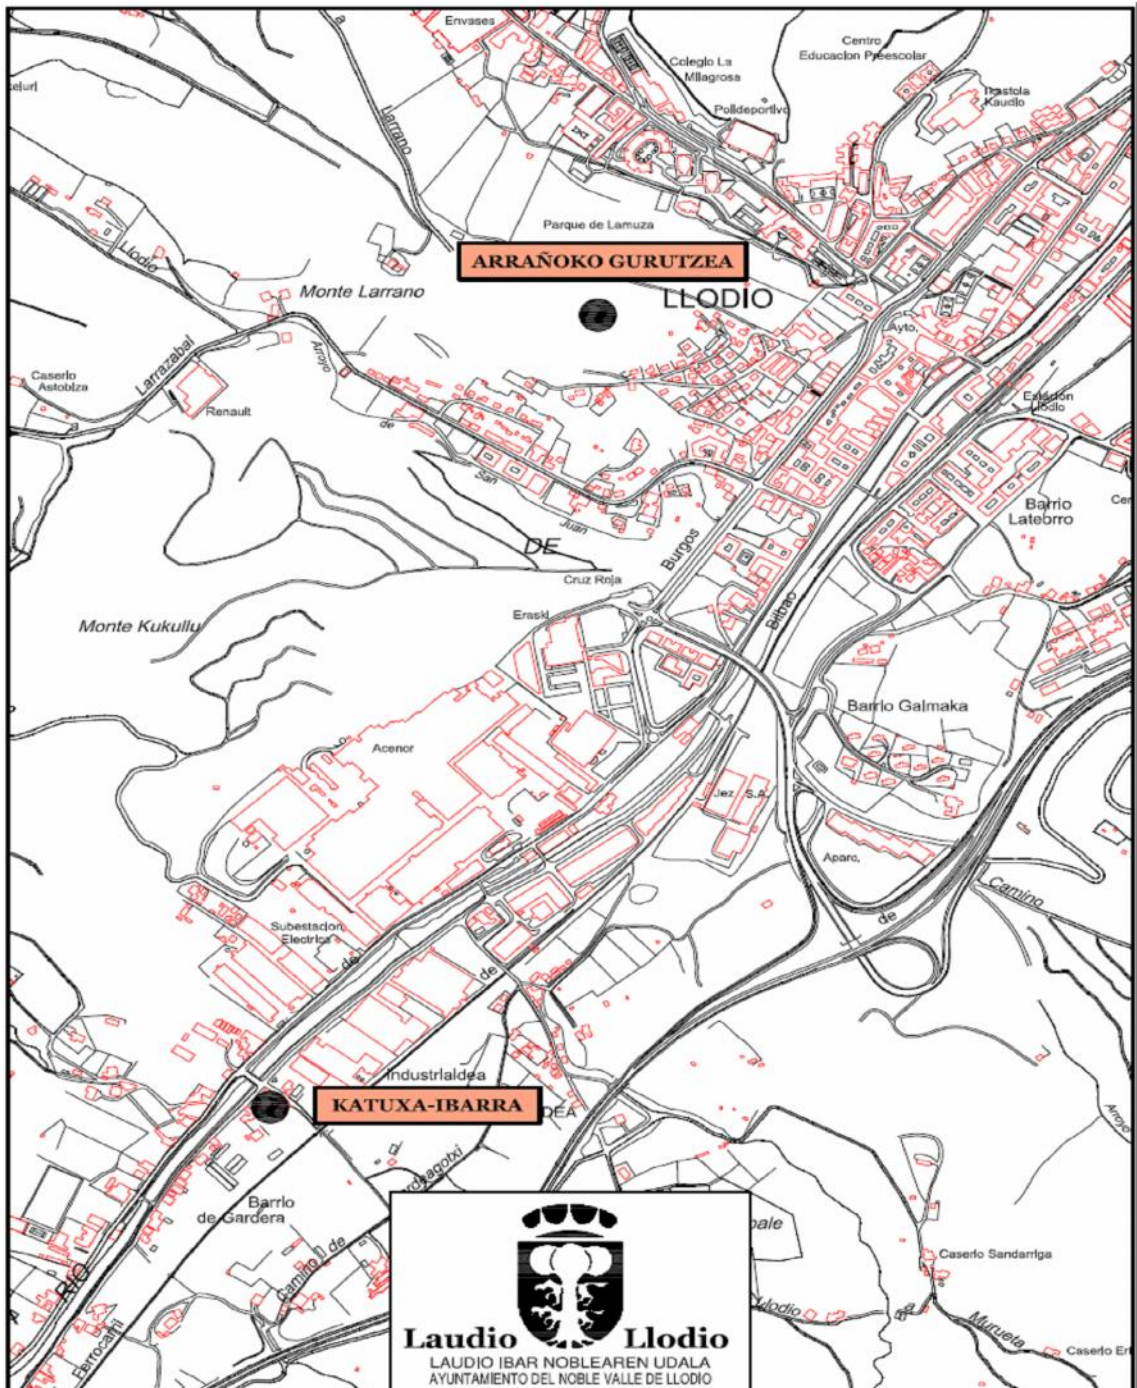 Envases
Colegio La
Milagrosa
Centro
Educacion Preescolar
Ikastola
Kaudio
Polideportivo
Larrano
Parque de Lamuza
ARRAÑOKO GURUTZEA
LLODIO
Llodio
Monte Larrano
Ayto.
Larrazabal
Arroyo
Caserio
Astobiza
Renault
Estacion
Llodio
de
San
Juan
Barrio
Lateorro
DE
Burgos
Cruz Roja
Eraski
Bilbao
Monte Kukullu
Barrio Galmaka
Acenor
Jez S.A.
Aparc.
Camino
de
Subestacion
Electrica
de
de
Industrialdea
KATUXA-IBARRA
DEA
Arroyo
Barrio
de Gardera
Camino de
RIO
Ferrocarril
Caserio Sandarriga
Llodio
Murueta
Laudio Llodio
LAUDIO IBAR NOBLEAREN UDALA
AYUNTAMIENTO DEL NOBLE VALLE DE LLODIO